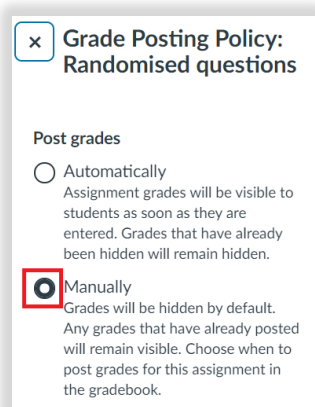 × Grade Posting Policy:
Randomised questions
Post grades
Automatically
Assignment grades will be visible to
students as soon as they are
entered. Grades that have already
been hidden will remain hidden.
Manually
Grades will be hidden by default.
Any grades that have already posted
will remain visible. Choose when to
post grades for this assignment in
the gradebook.